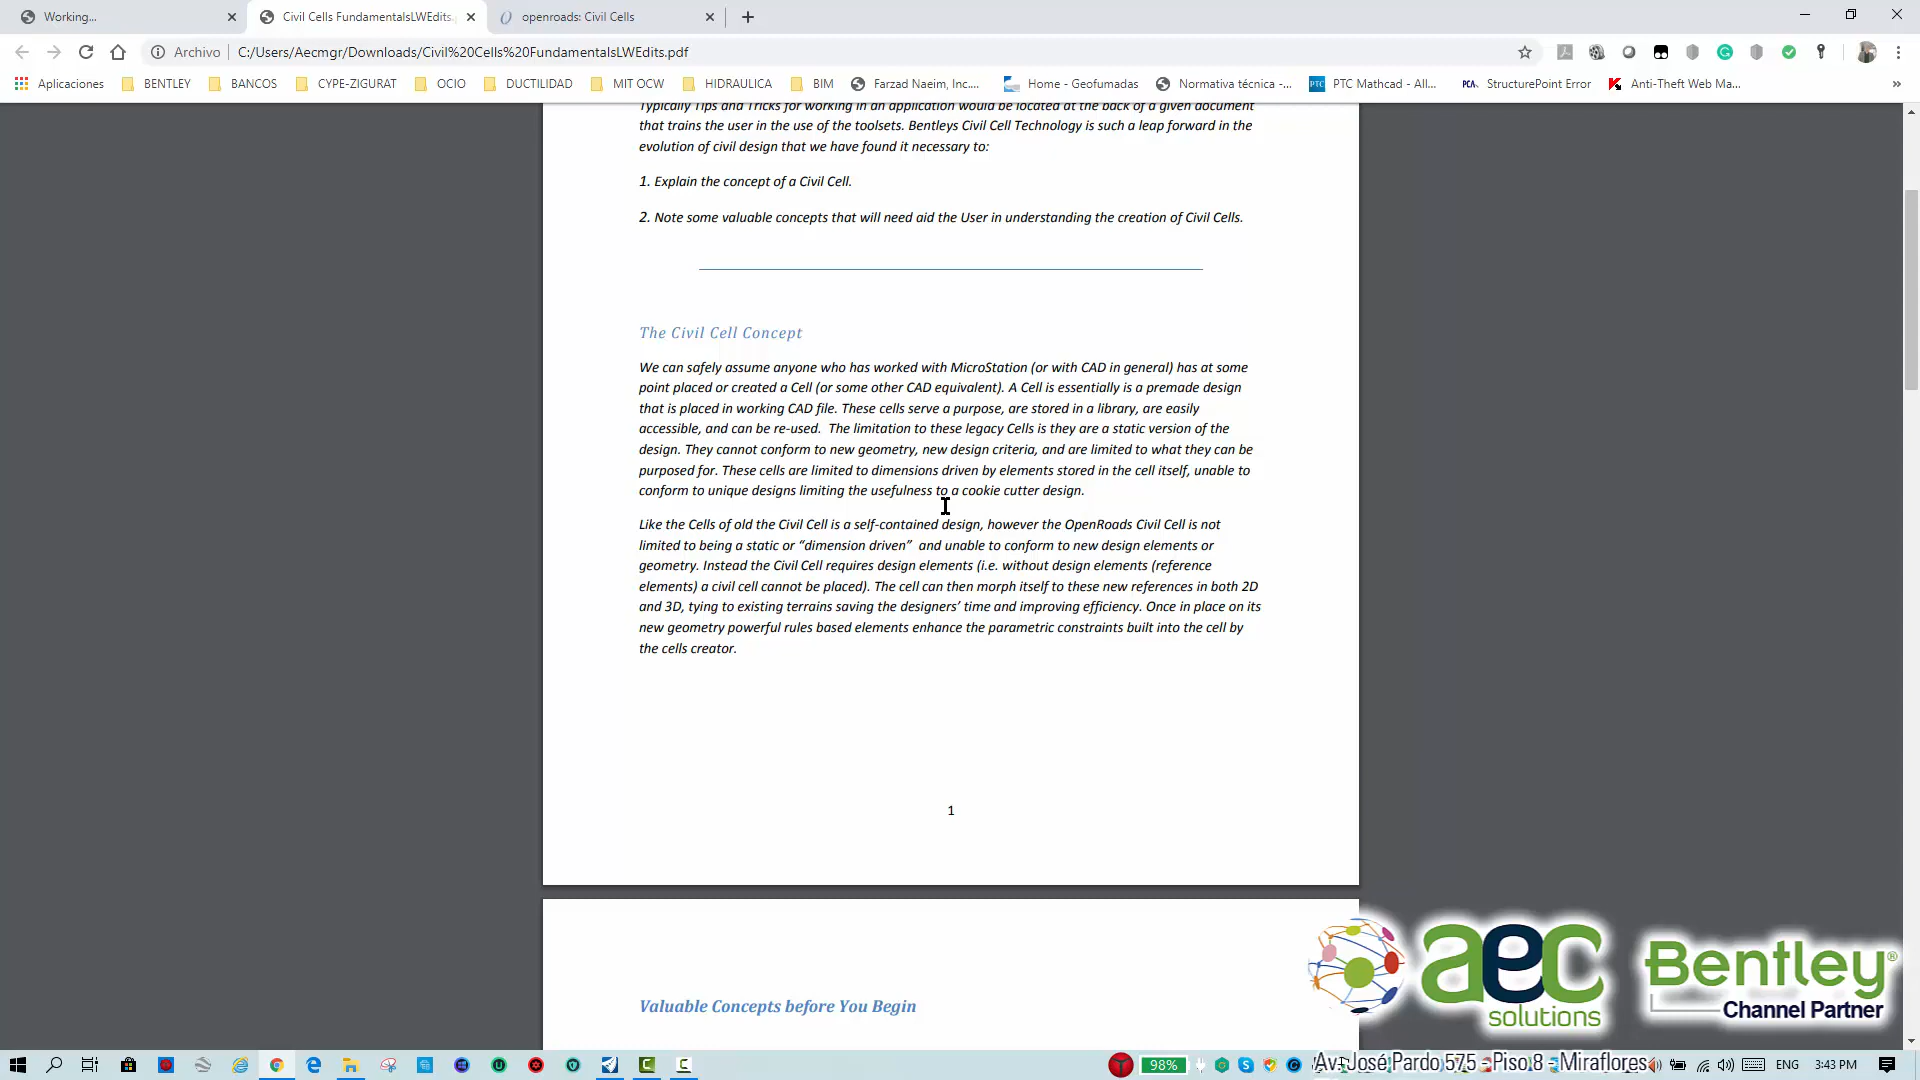 Working...
Civil Cells FundamentalsLWEdits.
openroads: Civil Cells
Archivo
C:/Users/Aecmgr/Downloads/Civil%20Cells%20FundamentalsLWEdits.pdf
Aplicaciones
BENTLEY
BANCOS
CYPE-ZIGURAT
OCIO
DUCTILIDAD
MIT OCW
HIDRAULICA
BIM
Farzad Naeim, Inc....
Home - Geofumadas
Normativa técnica -...
PTC Mathcad - All...
StructurePoint Error
Anti-Theft Web Ma...
Typically Tips and Tricks for working in an application would be located at the back of a given document
that trains the user in the use of the toolsets. Bentleys Civil Cell Technology is such a leap forward in the
evolution of civil design that we have found it necessary to:
1. Explain the concept of a Civil Cell.
2. Note some valuable concepts that will need aid the User in understanding the creation of Civil Cells.
The Civil Cell Concept
We can safely assume anyone who has worked with MicroStation (or with CAD in general) has at some
point placed or created a Cell (or some other CAD equivalent). A Cell is essentially is a premade design
that is placed in working CAD file. These cells serve a purpose, are stored in a library, are easily
accessible, and can be re-used.  The limitation to these legacy Cells is they are a static version of the
design. They cannot conform to new geometry, new design criteria, and are limited to what they can be
purposed for. These cells are limited to dimensions driven by elements stored in the cell itself, unable to
conform to unique designs limiting the usefulness to a cookie cutter design.
Like the Cells of old the Civil Cell is a self-contained design, however the OpenRoads Civil Cell is not
limited to being a static or “dimension driven”  and unable to conform to new design elements or
geometry. Instead the Civil Cell requires design elements (i.e. without design elements (reference
elements) a civil cell cannot be placed). The cell can then morph itself to these new references in both 2D
and 3D, tying to existing terrains saving the designers’ time and improving efficiency. Once in place on its
new geometry powerful rules based elements enhance the parametric constraints built into the cell by
the cells creator.
1
Valuable Concepts before You Begin
aec
solutions
Bentley®
Channel Partner
98%
Av. José Pardo 575 - Piso 8 - Miraflores
ENG
3:43 PM